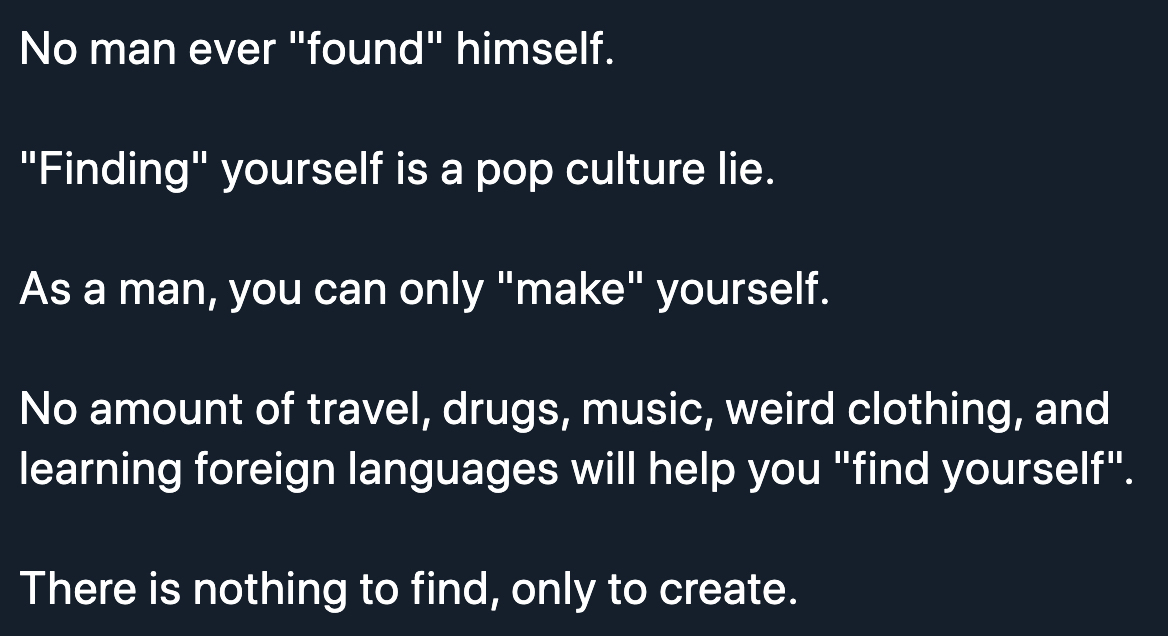 No man ever "found" himself.
"Finding" yourself is a pop culture lie.
As a man, you can only "make" yourself.
No amount of travel, drugs, music, weird clothing, and
learning foreign languages will help you "find yourself".
There is nothing to find, only to create.